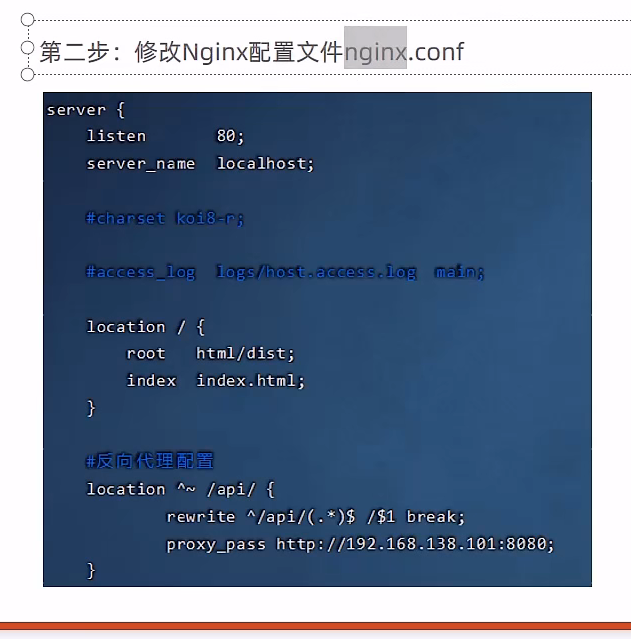 第二步：修改Nginx配置文件nginx.conf
server {
listen 80;
server_name localhost;
#charset koi8-r;
#access_log logs/host.access.log main;
location / {
root html/dist;
index index.html;
}
#反向代理配置
location ^~ /api/ {
rewrite ^/api/(.*)$ /$1 break;
proxy_pass http://192.168.138.101:8080;
}